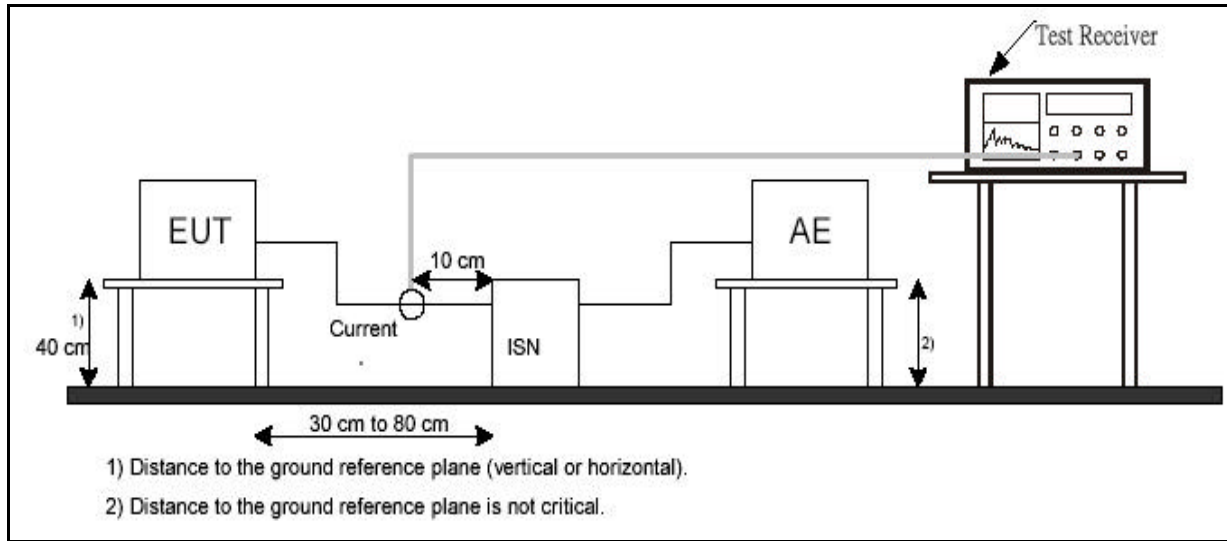 Test Receiver
EUT
AE
10 cm
1)
40 cm
Current
ISN
2)
30 cm to 80 cm
1) Distance to the ground reference plane (vertical or horizontal).
2) Distance to the ground reference plane is not critical.